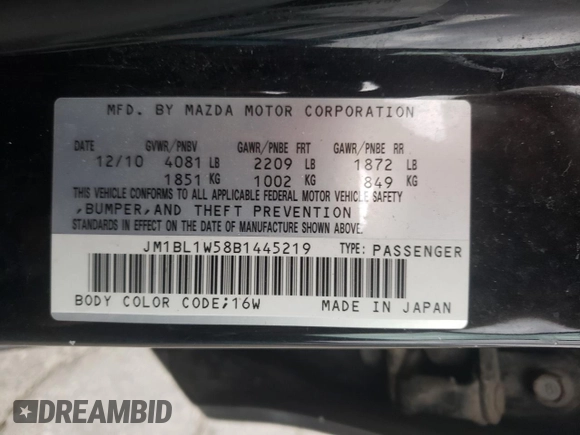 MFD. BY MAZDA MOTOR CORPORATION
DATE GVWR/PNBV GAWR/PNBE FRT GAWR/PNBE RR
12/10 4081 LB 2209 LB 1872 LB
1851 KG 1002 KG 849 KG
THIS VEHICLE CONFORMS TO ALL APPLICABLE FEDERAL MOTOR VEHICLE SAFETY
,BUMPER,AND THEFT PREVENTION
STANDARDS IN EFFECT ON THE DATE OF MANUFACTURE SHOWN ABOVE.
JM1BL1W58B1445219 TYPE: PASSENGER
BODY COLOR CODE;16W MADE IN JAPAN
DREAMBID